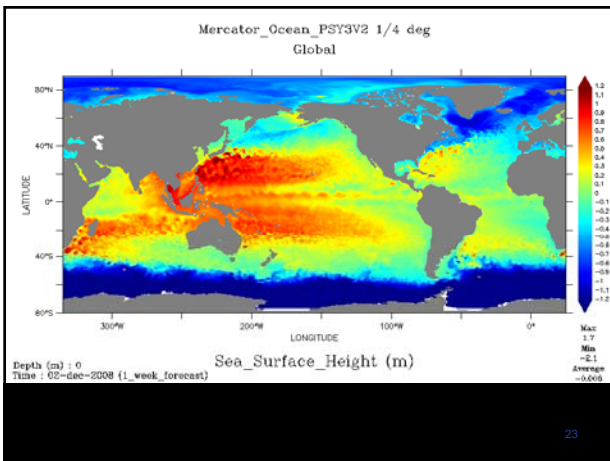 Mercator_Ocean_PSY3V2 1/4 deg
Global
80°N
40°N
0°
40°S
80°S
LATITUDE
300°W
200°W
100°W
0°
LONGITUDE
1.2
1.1
1
0.9
0.8
0.7
0.6
0.5
0.4
0.3
0.2
0.1
0
-0.1
-0.2
-0.3
-0.4
-0.5
-0.6
-0.7
-0.8
-0.9
-1
-1.1
-1.2
Max
1.7
Min
-2.1
Average
-0.006
Depth (m) : 0
Sea_Surface_Height (m)
Time : 02-dec-2008 (1_week_forecast)
23